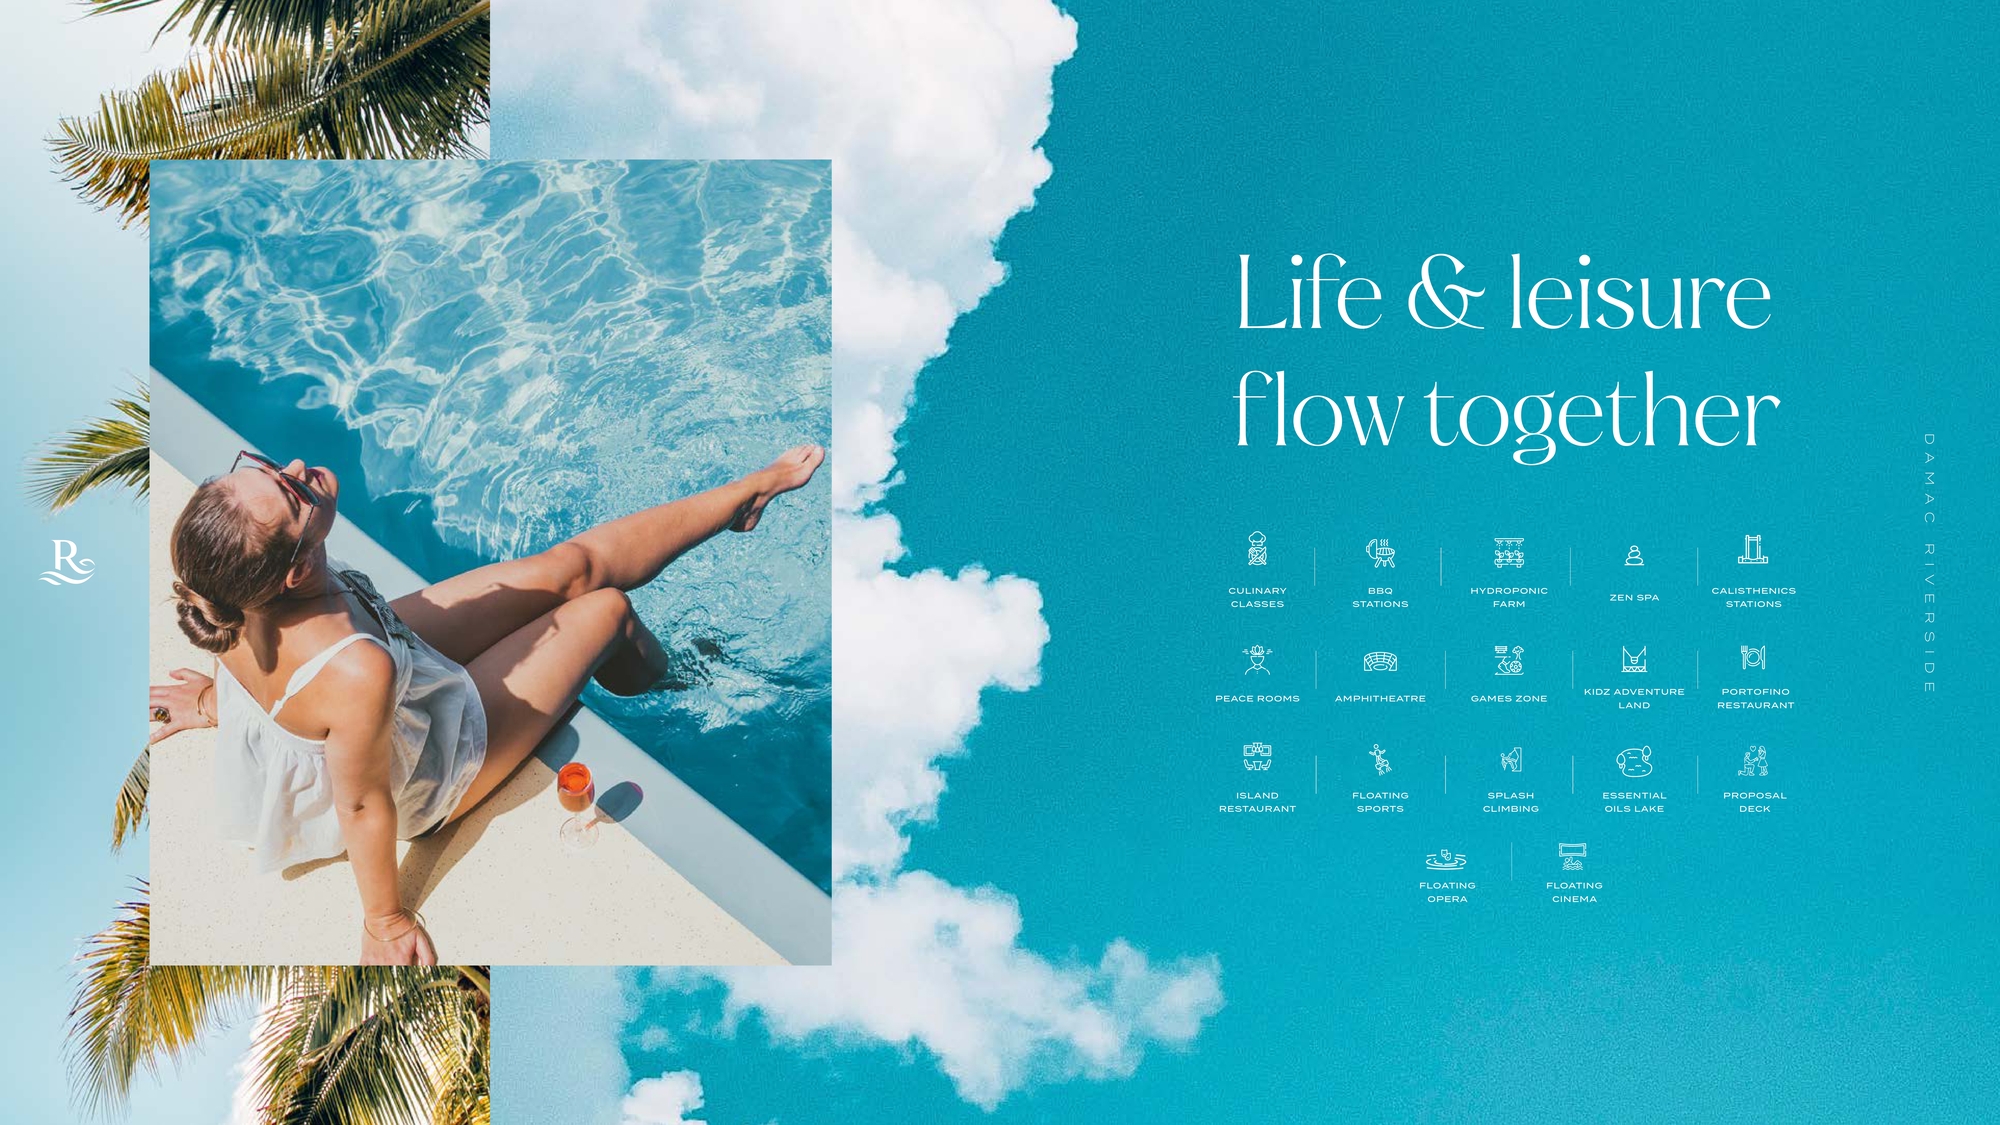 R
Life & leisure
flow together
CULINARY
CLASSES
BBQ
STATIONS
HYDROPONIC
FARM
ZEN SPA
CALISTHENICS
STATIONS
PEACE ROOMS
AMPHITHEATRE
GAMES ZONE
KIDZ ADVENTURE
LAND
PORTOFINO
RESTAURANT
ISLAND
RESTAURANT
FLOATING
SPORTS
SPLASH
CLIMBING
ESSENTIAL
OILS LAKE
PROPOSAL
DECK
FLOATING
OPERA
FLOATING
CINEMA
DAMAC RIVERSIDE